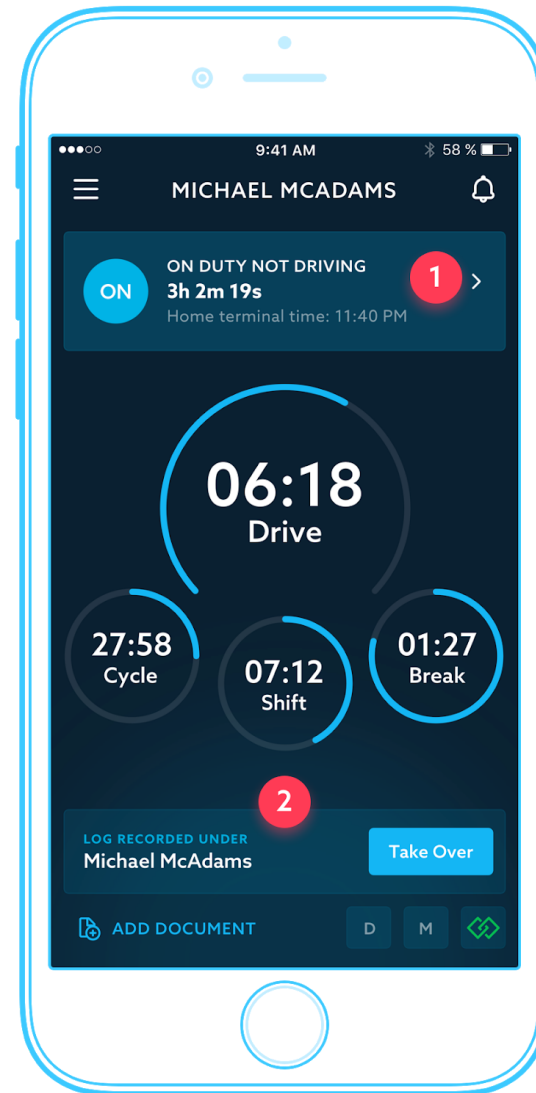 9:41 AM
58 %
MICHAEL MCADAMS
ON DUTY NOT DRIVING
ON
3h 2m 19s
1
Home terminal time: 11:40 PM
06:18
Drive
27:58
Cycle
07:12
Shift
01:27
Break
2
LOG RECORDED UNDER
Michael McAdams
Take Over
ADD DOCUMENT
D
M